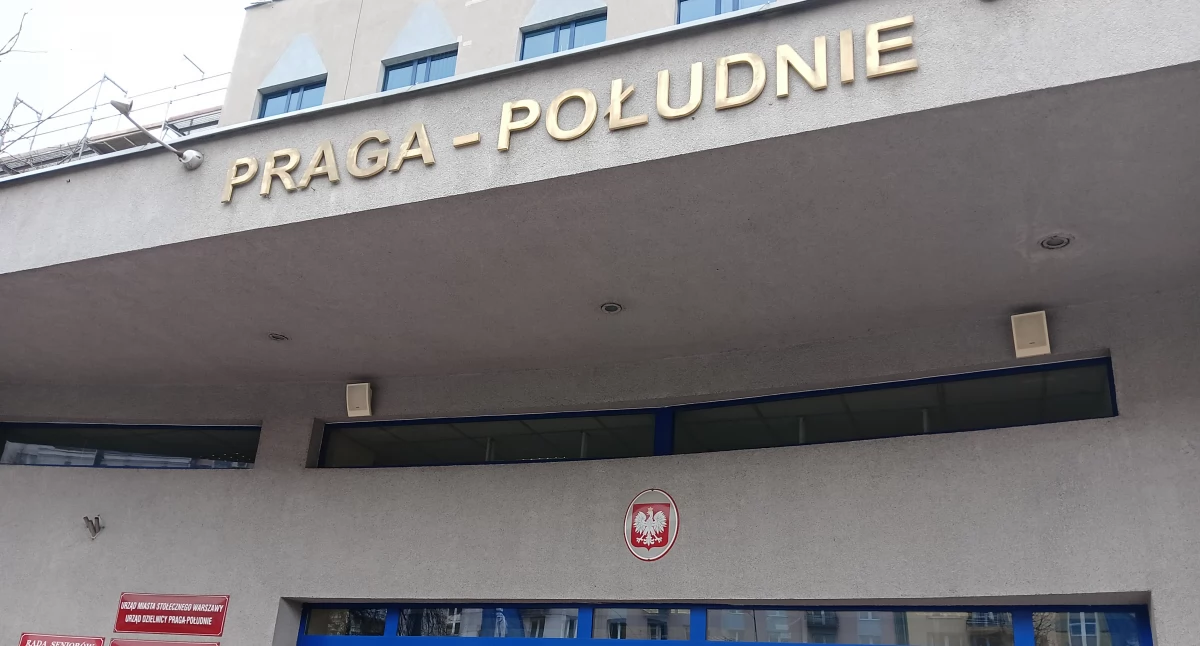 PRAGA - POŁUDNIE
URZĄD MIASTA STOŁECZNEGO WARSZAWY
URZĄD DZIELNICY PRAGA-POŁUDNIE
RADA SENIORÓW